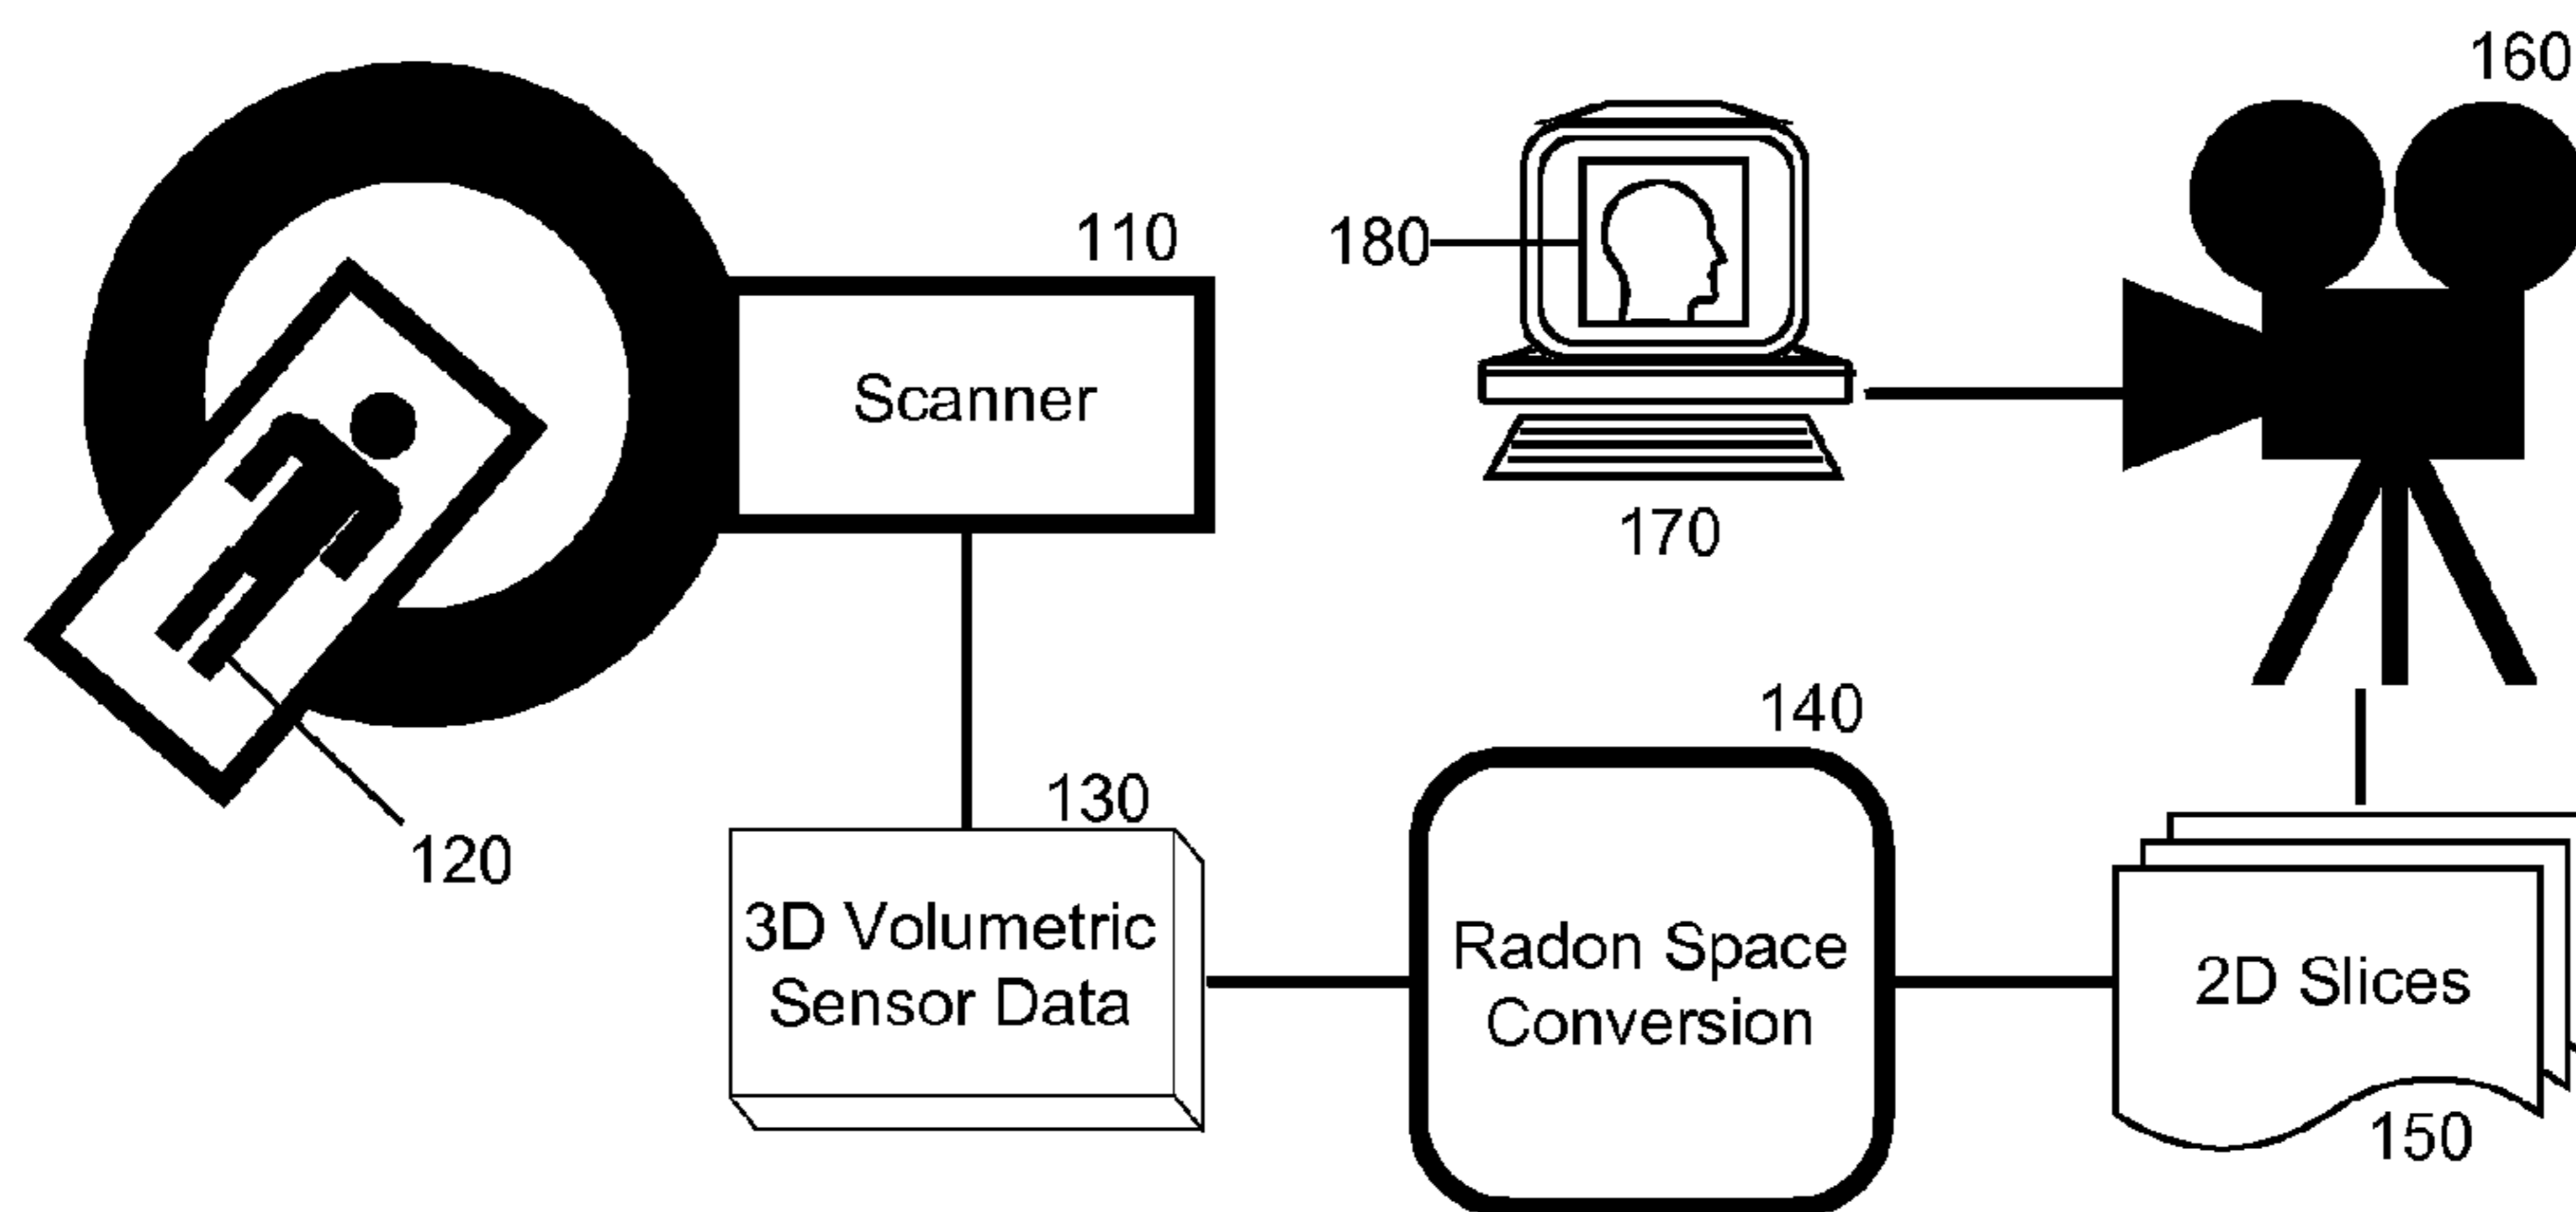 160
110
180
Scanner
170
140
130
120
3D Volumetric
Sensor Data
Radon Space
Conversion
2D Slices
150